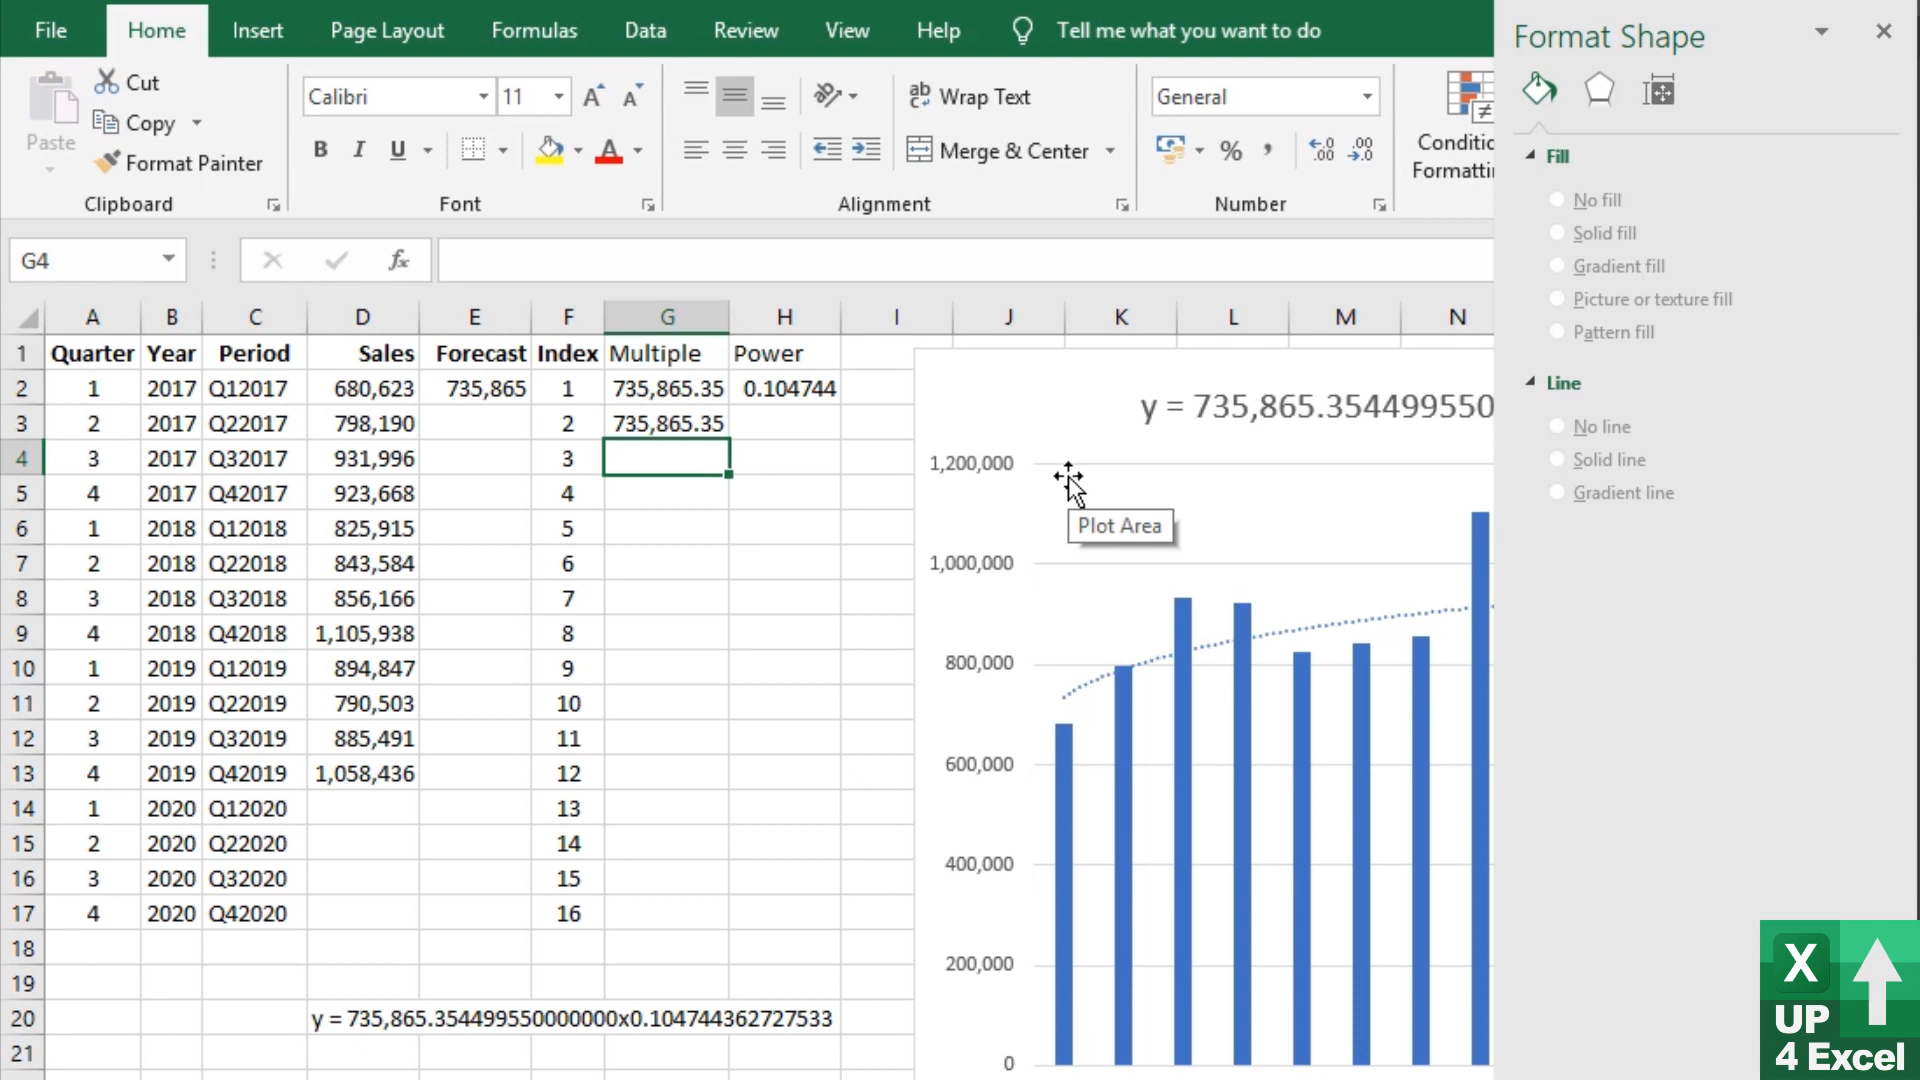 File Home Insert Page Layout Formulas Data Review View Help Tell me what you want to do
Format Shape
Paste
Cut
Copy
Format Painter
Clipboard
Calibri 11
B I U A
Font
ab Wrap Text
Merge & Center
Alignment
General
% , .00 .00
Number
Conditio
Formatti
Fill
No fill
Solid fill
Gradient fill
Picture or texture fill
Pattern fill
Line
No line
Solid line
Gradient line
G4 fx
A B C D E F G H I J K L M N
1 Quarter Year Period Sales Forecast Index Multiple Power
2 1 2017 Q12017 680,623 735,865 1 735,865.35 0.104744
3 2 2017 Q22017 798,190 2 735,865.35
4 3 2017 Q32017 931,996 3
5 4 2017 Q42017 923,668 4
6 1 2018 Q12018 825,915 5
7 2 2018 Q22018 843,584 6
8 3 2018 Q32018 856,166 7
9 4 2018 Q42018 1,105,938 8
10 1 2019 Q12019 894,847 9
11 2 2019 Q22019 790,503 10
12 3 2019 Q32019 885,491 11
13 4 2019 Q42019 1,058,436 12
14 1 2020 Q12020 13
15 2 2020 Q22020 14
16 3 2020 Q32020 15
17 4 2020 Q42020 16
18
19
20 y = 735,865.354499550000000x0.104744362727533
21
y = 735,865.354499550
1,200,000
Plot Area
1,000,000
800,000
600,000
400,000
200,000
0
X
UP
4 Excel